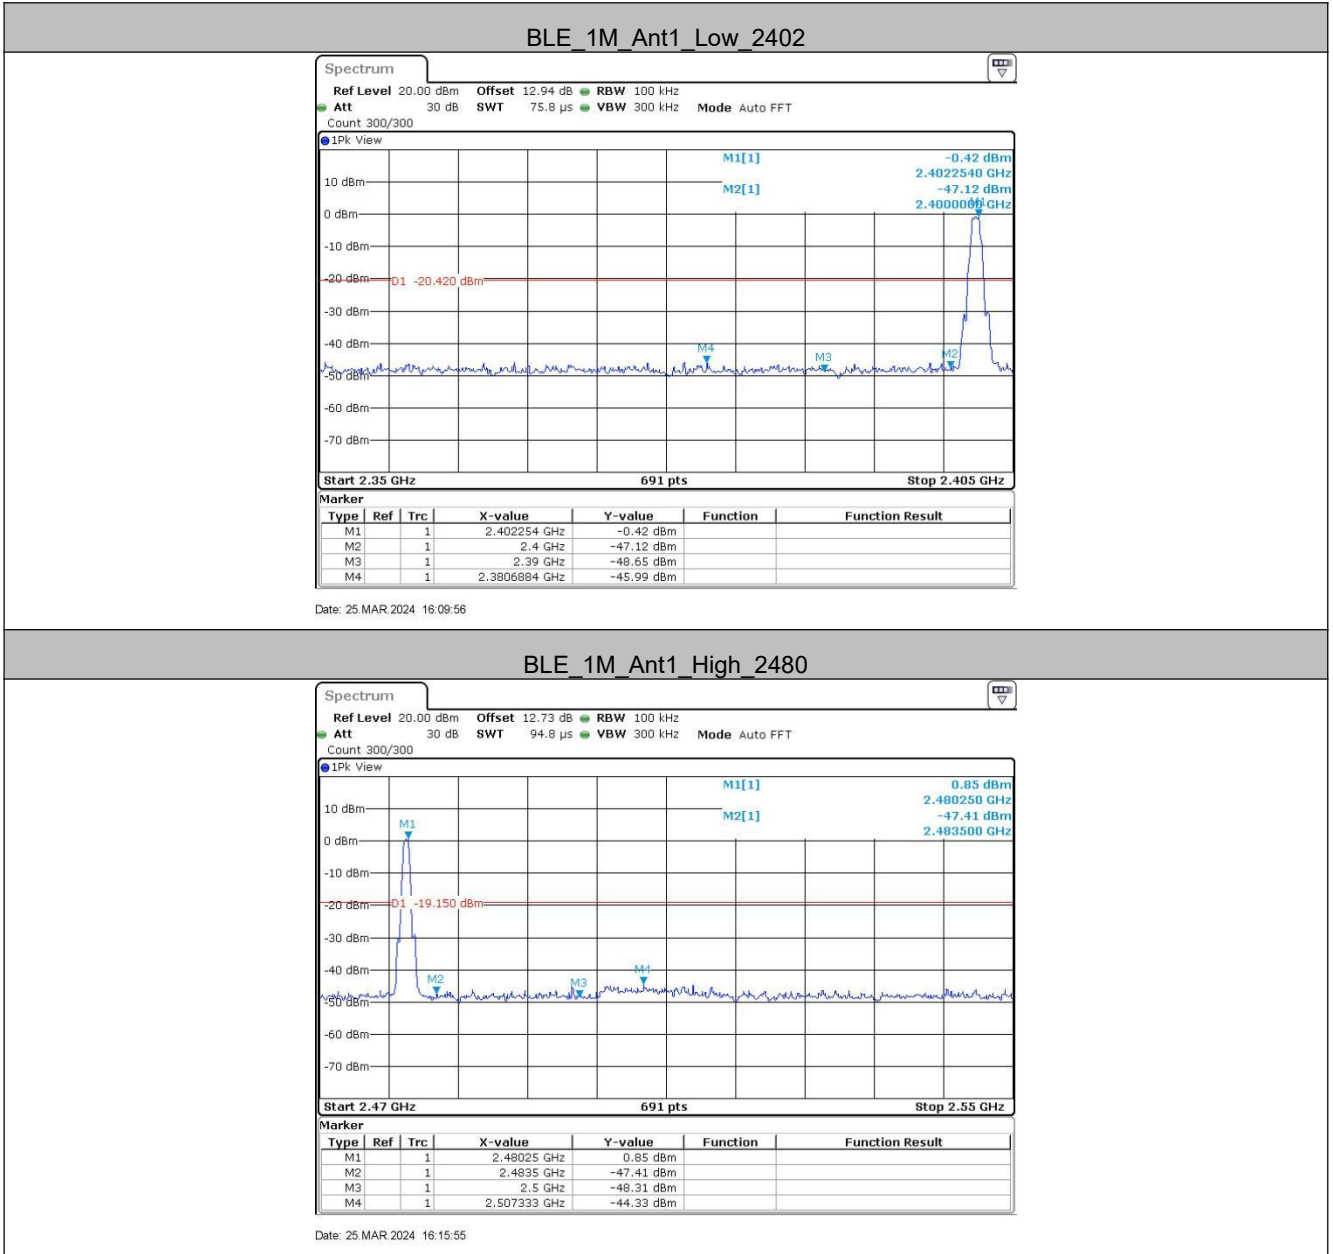 BLE_1M_Ant1_Low_2402
Spectrum
Ref Level 20.00 dBm Offset 12.94 dB RBW 100 kHz
Att 30 dB SWT 75.8 µs VBW 300 kHz Mode Auto FFT
Count 300/300
1Pk View
M1[1] -0.42 dBm
2.4022540 GHz
10 dBm
M2[1] -47.12 dBm
2.4000000 GHz
M1
0 dBm
-10 dBm
-20 dBm
D1 -20.420 dBm
-30 dBm
-40 dBm
M4
M3
M2
-50 dBm
-60 dBm
-70 dBm
Start 2.35 GHz 691 pts Stop 2.405 GHz
Marker
Type Ref Trc X-value Y-value Function Function Result
M1 1 2.402254 GHz -0.42 dBm
M2 1 2.4 GHz -47.12 dBm
M3 1 2.39 GHz -48.65 dBm
M4 1 2.3806884 GHz -45.99 dBm
Date: 25.MAR.2024 16:09:56
BLE_1M_Ant1_High_2480
Spectrum
Ref Level 20.00 dBm Offset 12.73 dB RBW 100 kHz
Att 30 dB SWT 94.8 µs VBW 300 kHz Mode Auto FFT
Count 300/300
1Pk View
M1[1] 0.85 dBm
2.480250 GHz
10 dBm
M2[1] -47.41 dBm
M1
2.483500 GHz
0 dBm
-10 dBm
-20 dBm
D1 -19.150 dBm
-30 dBm
-40 dBm
M4
M2
M3
-50 dBm
-60 dBm
-70 dBm
Start 2.47 GHz 691 pts Stop 2.55 GHz
Marker
Type Ref Trc X-value Y-value Function Function Result
M1 1 2.48025 GHz 0.85 dBm
M2 1 2.4835 GHz -47.41 dBm
M3 1 2.5 GHz -48.31 dBm
M4 1 2.507333 GHz -44.33 dBm
Date: 25.MAR.2024 16:15:55